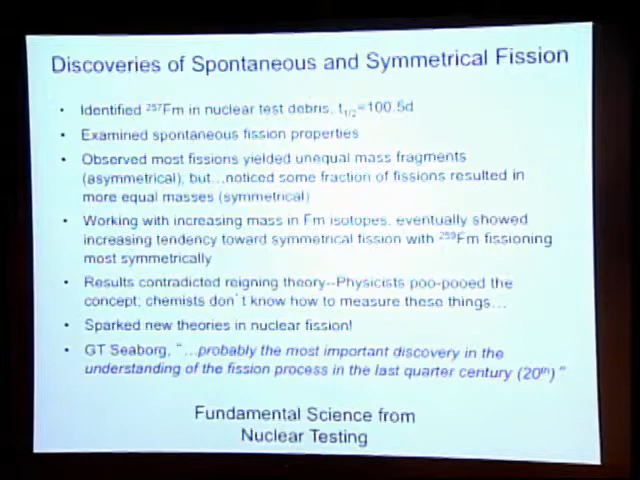 Discoveries of Spontaneous and Symmetrical Fission
• Identified ²⁵⁷Fm in nuclear test debris, t₁/₂=100.5d
• Examined spontaneous fission properties
• Observed most fissions yielded unequal mass fragments
(asymmetrical), but...noticed some fraction of fissions resulted in
more equal masses (symmetrical)
• Working with increasing mass in Fm isotopes, eventually showed
increasing tendency toward symmetrical fission with ²⁵⁹Fm fissioning
most symmetrically
• Results contradicted reigning theory--Physicists poo-pooed the
concept; chemists don't know how to measure these things...
• Sparked new theories in nuclear fission!
• GT Seaborg, "...probably the most important discovery in the
understanding of the fission process in the last quarter century (20ᵗʰ)"
Fundamental Science from
Nuclear Testing